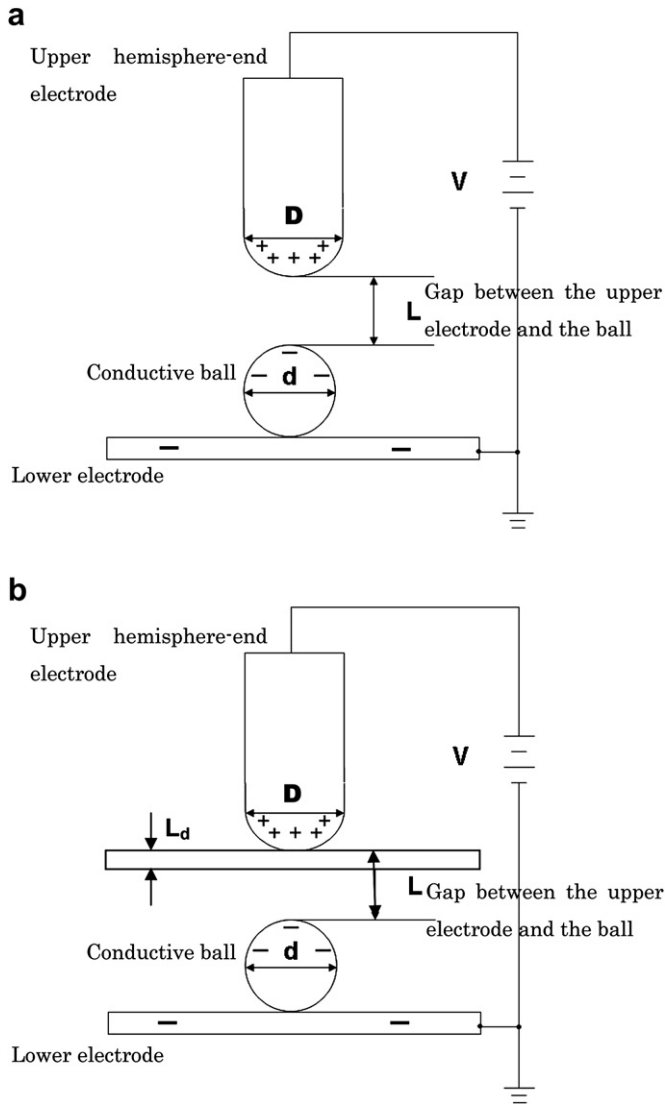 a
Upper hemisphere-end
electrode
V
D
+ + + + +
L
Gap between the upper
electrode and the ball
Conductive ball
− − −
d
− −
Lower electrode
b
Upper hemisphere-end
electrode
V
D
+ + + + +
Ld
L
Gap between the upper
electrode and the ball
Conductive ball
− − −
d
− −
Lower electrode